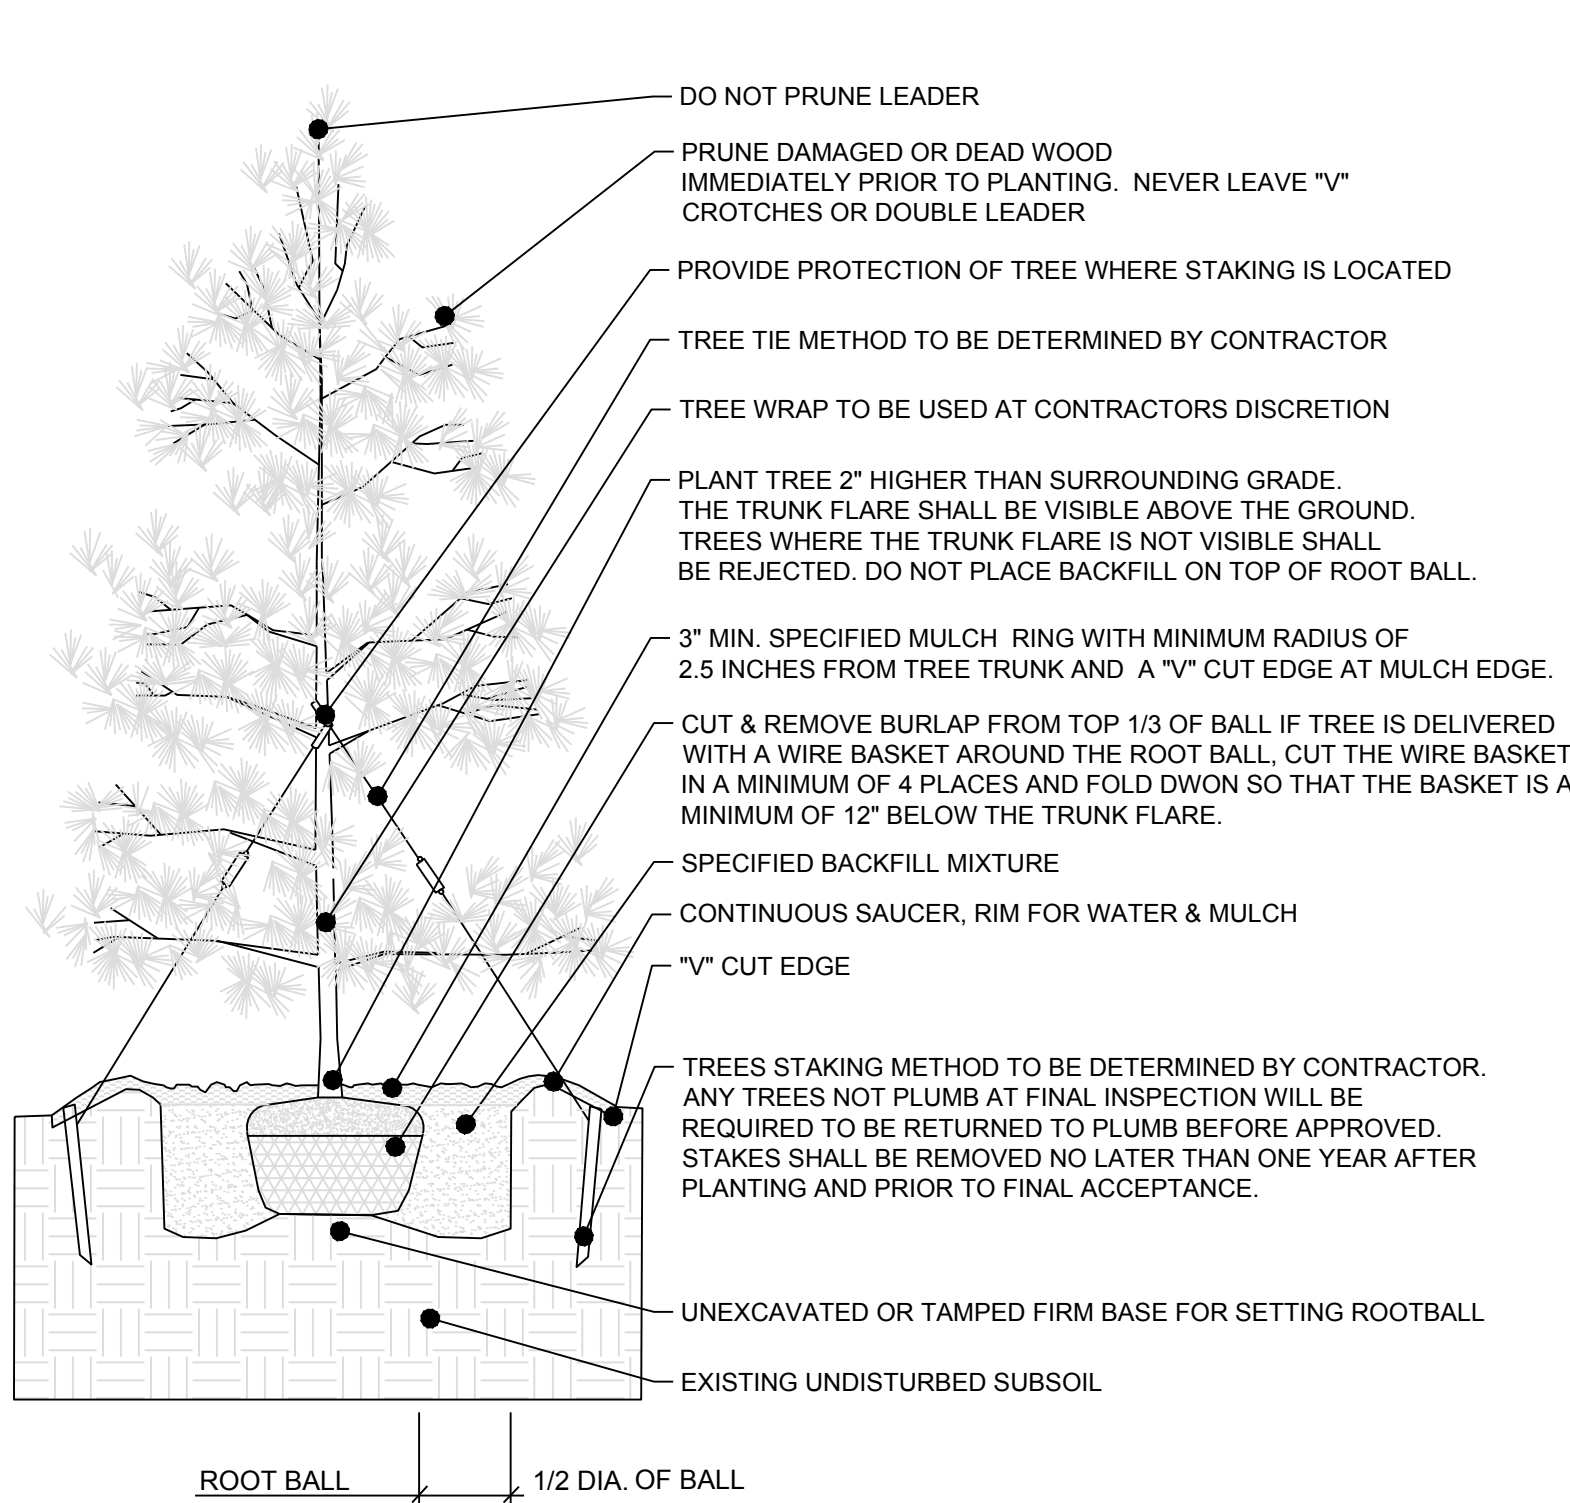 DO NOT PRUNE LEADER
PRUNE DAMAGED OR DEAD WOOD
IMMEDIATELY PRIOR TO PLANTING. NEVER LEAVE "V"
CROTCHES OR DOUBLE LEADER
PROVIDE PROTECTION OF TREE WHERE STAKING IS LOCATED
TREE TIE METHOD TO BE DETERMINED BY CONTRACTOR
TREE WRAP TO BE USED AT CONTRACTORS DISCRETION
PLANT TREE 2" HIGHER THAN SURROUNDING GRADE.
THE TRUNK FLARE SHALL BE VISIBLE ABOVE THE GROUND.
TREES WHERE THE TRUNK FLARE IS NOT VISIBLE SHALL
BE REJECTED. DO NOT PLACE BACKFILL ON TOP OF ROOT BALL.
3" MIN. SPECIFIED MULCH RING WITH MINIMUM RADIUS OF
2.5 INCHES FROM TREE TRUNK AND A "V" CUT EDGE AT MULCH EDGE.
CUT & REMOVE BURLAP FROM TOP 1/3 OF BALL IF TREE IS DELIVERED
WITH A WIRE BASKET AROUND THE ROOT BALL, CUT THE WIRE BASKET
IN A MINIMUM OF 4 PLACES AND FOLD DWON SO THAT THE BASKET IS A
MINIMUM OF 12" BELOW THE TRUNK FLARE.
SPECIFIED BACKFILL MIXTURE
CONTINUOUS SAUCER, RIM FOR WATER & MULCH
"V" CUT EDGE
TREES STAKING METHOD TO BE DETERMINED BY CONTRACTOR.
ANY TREES NOT PLUMB AT FINAL INSPECTION WILL BE
REQUIRED TO BE RETURNED TO PLUMB BEFORE APPROVED.
STAKES SHALL BE REMOVED NO LATER THAN ONE YEAR AFTER
PLANTING AND PRIOR TO FINAL ACCEPTANCE.
UNEXCAVATED OR TAMPED FIRM BASE FOR SETTING ROOTBALL
EXISTING UNDISTURBED SUBSOIL
ROOT BALL 1/2 DIA. OF BALL